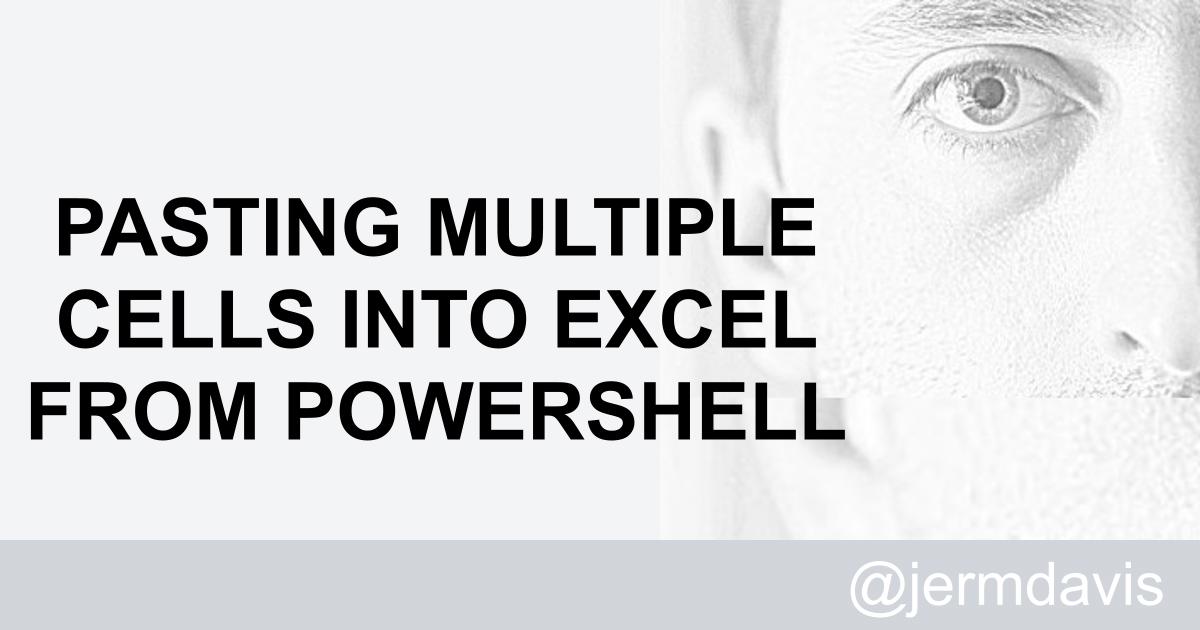 PASTING MULTIPLE
CELLS INTO EXCEL
FROM POWERSHELL
@jermdavis